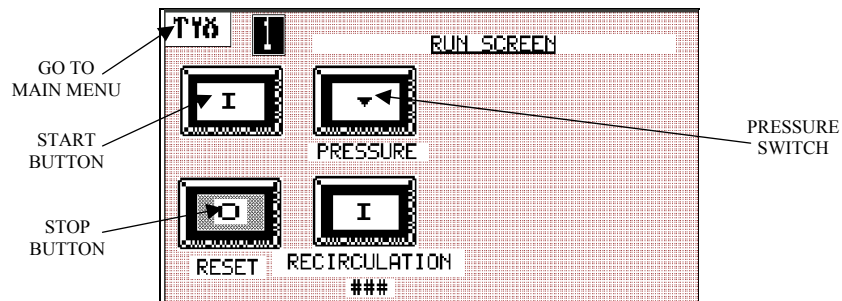 RUN SCREEN
GO TO
MAIN MENU
I
START
BUTTON
PRESSURE
PRESSURE
SWITCH
O
I
STOP
BUTTON
RESET
RECIRCULATION
###